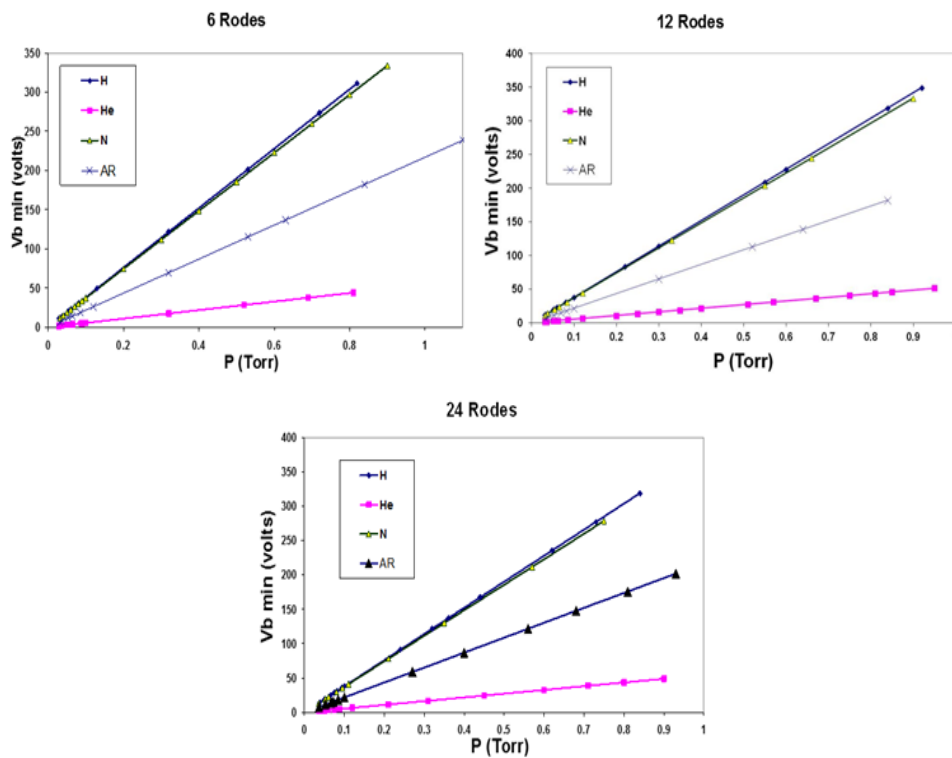 6 Rodes
350
300
250
200
150
100
50
0
H
He
N
AR
Vb min (volts)
0 0.2 0.4 0.6 0.8 1
P (Torr)
12 Rodes
400
350
300
250
200
150
100
50
0
H
He
N
AR
Vb min (volts)
0 0.1 0.2 0.3 0.4 0.5 0.6 0.7 0.8 0.9
P (Torr)
24 Rodes
400
350
300
250
200
150
100
50
0
H
He
N
AR
Vb min (volts)
0 0.1 0.2 0.3 0.4 0.5 0.6 0.7 0.8 0.9 1
P (Torr)